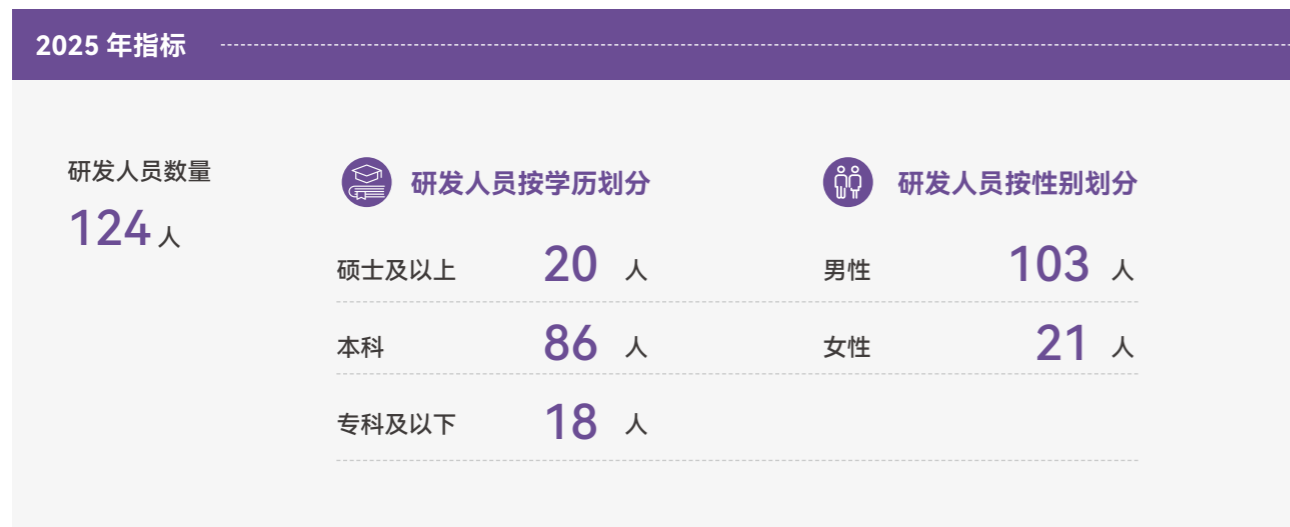 2025 年指标
研发人员数量
124 人
研发人员按学历划分
硕士及以上 20 人
本科 86 人
专科及以下 18 人
研发人员按性别划分
男性 103 人
女性 21 人